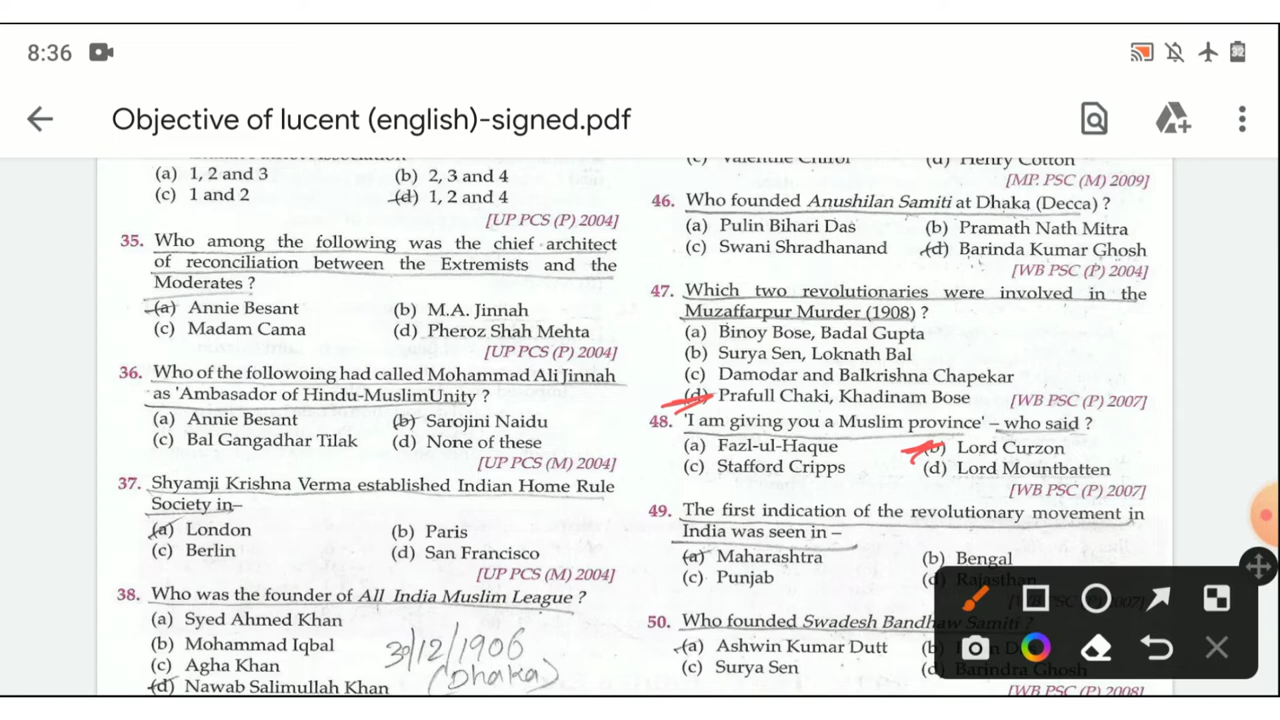 8:36
32
Objective of lucent (english)-signed.pdf
(a) 1, 2 and 3 (b) 2, 3 and 4
(c) 1 and 2 (d) 1, 2 and 4
[UP PCS (P) 2004]
35. Who among the following was the chief architect
of reconciliation between the Extremists and the
Moderates ?
(a) Annie Besant (b) M.A. Jinnah
(c) Madam Cama (d) Pheroz Shah Mehta
[UP PCS (P) 2004]
36. Who of the followoing had called Mohammad Ali Jinnah
as 'Ambasador of Hindu-MuslimUnity ?
(a) Annie Besant (b) Sarojini Naidu
(c) Bal Gangadhar Tilak (d) None of these
[UP PCS (M) 2004]
37. Shyamji Krishna Verma established Indian Home Rule
Society in-
(a) London (b) Paris
(c) Berlin (d) San Francisco
[UP PCS (M) 2004]
38. Who was the founder of All India Muslim League ?
(a) Syed Ahmed Khan
(b) Mohammad Iqbal
(c) Agha Khan
(d) Nawab Salimullah Khan
30/12/1906
(Dhaka)
(c) Valentine Chirol (d) Henry Cotton
[MP. PSC (M) 2009]
46. Who founded Anushilan Samiti at Dhaka (Decca) ?
(a) Pulin Bihari Das (b) Pramath Nath Mitra
(c) Swani Shradhanand (d) Barinda Kumar Ghosh
[WB PSC (P) 2004]
47. Which two revolutionaries were involved in the
Muzaffarpur Murder (1908) ?
(a) Binoy Bose, Badal Gupta
(b) Surya Sen, Loknath Bal
(c) Damodar and Balkrishna Chapekar
(d) Prafull Chaki, Khadinam Bose [WB PSC (P) 2007]
48. 'I am giving you a Muslim province' – who said ?
(a) Fazl-ul-Haque (b) Lord Curzon
(c) Stafford Cripps (d) Lord Mountbatten
[WB PSC (P) 2007]
49. The first indication of the revolutionary movement in
India was seen in –
(a) Maharashtra (b) Bengal
(c) Punjab (d) Rajasthan
50. Who founded Swadesh Bandhaw Samiti ?
(a) Ashwin Kumar Dutt (b)
(c) Surya Sen (d) Barindra Ghosh
[WB PSC (M) 2008]